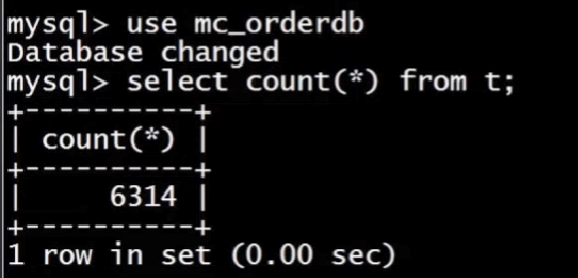 mysql> use mc_orderdb
Database changed
mysql> select count(*) from t;
+----------+
| count(*) |
+----------+
|     6314 |
+----------+
1 row in set (0.00 sec)